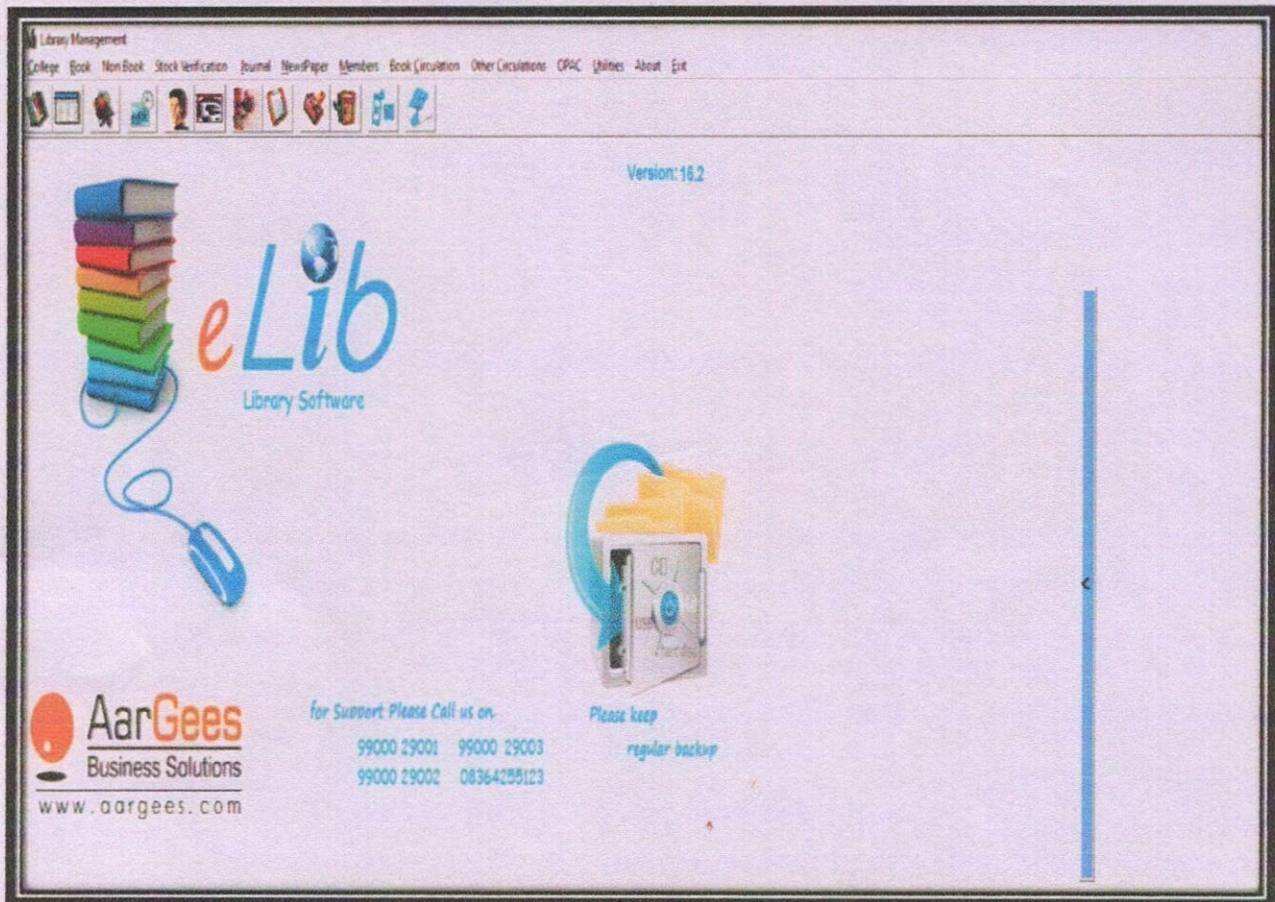 Library Management
College Book Non Book Stock Verification Journal NewsPaper Members Book Circulation Other Circulations OPAC Utilities About Exit
Version: 16.2
eLib
Library Software
CD
for Support Please Call us on
99000 29001 99000 29003
99000 29002 08364255123
Please keep
regular backup
AarGees
Business Solutions
www.aargees.com